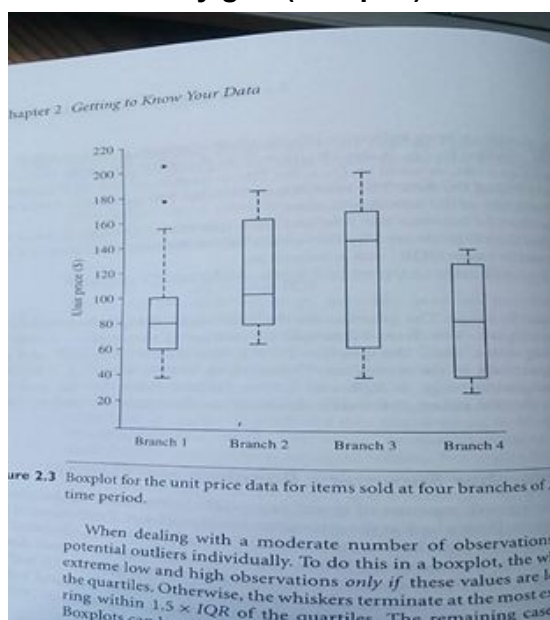 hapter 2 Getting to Know Your Data
220
200
180
160
140
120
100
80
60
40
20
Unit price ($)
Branch 1 Branch 2 Branch 3 Branch 4
ure 2.3 Boxplot for the unit price data for items sold at four branches of
time period.
When dealing with a moderate number of observation
potential outliers individually. To do this in a boxplot, the w
extreme low and high observations only if these values are l
the quartiles. Otherwise, the whiskers terminate at the most e
ring within 1.5 × IQR of the quartiles. The remaining case
Boxplots can